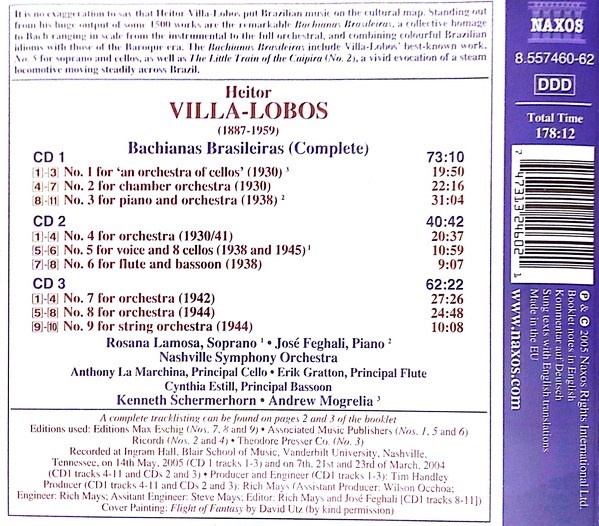 It is no exaggeration to say that Heitor Villa-Lobos put Brazilian music on the cultural map. Standing out
from his huge output of some 1500 works are the remarkable Bachianas Brasileiras, a collective homage
to Bach ranging in scale from the instrumental to the full orchestral, and combining colourful Brazilian
idioms with those of the Baroque era. The Bachianas Brasileiras include Villa-Lobos' best-known work,
No. 5 for soprano and cellos, as well as The Little Train of the Caipira (No. 2), a vivid evocation of a steam
locomotive moving steadily across Brazil.
Heitor
VILLA-LOBOS
(1887-1959)
Bachianas Brasileiras (Complete)
CD 1 73:10
1-3 No. 1 for 'an orchestra of cellos' (1930) ³ 19:50
4-7 No. 2 for chamber orchestra (1930) 22:16
8-11 No. 3 for piano and orchestra (1938) ² 31:04
CD 2 40:42
1-4 No. 4 for orchestra (1930/41) 20:37
5-6 No. 5 for voice and 8 cellos (1938 and 1945) ¹ 10:59
7-8 No. 6 for flute and bassoon (1938) 9:07
CD 3 62:22
1-4 No. 7 for orchestra (1942) 27:26
5-8 No. 8 for orchestra (1944) 24:48
9-10 No. 9 for string orchestra (1944) 10:08
Rosana Lamosa, Soprano ¹ • José Feghali, Piano ²
Nashville Symphony Orchestra
Anthony La Marchina, Principal Cello • Erik Gratton, Principal Flute
Cynthia Estill, Principal Bassoon
Kenneth Schermerhorn • Andrew Mogrelia ³
A complete tracklisting can be found on pages 2 and 3 of the booklet
Editions used: Editions Max Eschig (Nos. 7, 8 and 9) • Associated Music Publishers (Nos. 1, 5 and 6)
Ricordi (Nos. 2 and 4) • Theodore Presser Co. (No. 3)
Recorded at Ingram Hall, Blair School of Music, Vanderbilt University, Nashville,
Tennessee, on 14th May, 2005 (CD 1 tracks 1-3) and on 7th, 21st and 23rd of March, 2004
(CD1 tracks 4-11 and CDs 2 and 3) • Producer and Engineer (CD1 tracks 1-3): Tim Handley
Producer (CD1 tracks 4-11 and CDs 2 and 3): Rich Mays (Assistant Producer: Wilson Ochoa;
Engineer: Rich Mays; Assitant Engineer: Steve Mays; Editor: Rich Mays and José Feghali [CD1 tracks 8-11])
Cover Painting: Flight of Fantasy by David Utz (by kind permission)
NAXOS
8.557460-62
DDD
Total Time
178:12
7 47313 24602 1
℗ & © 2005 Naxos Rights International Ltd.
Booklet notes in English
Kommentar auf Deutsch
Sung texts with English translations
Made in the EU
www.naxos.com